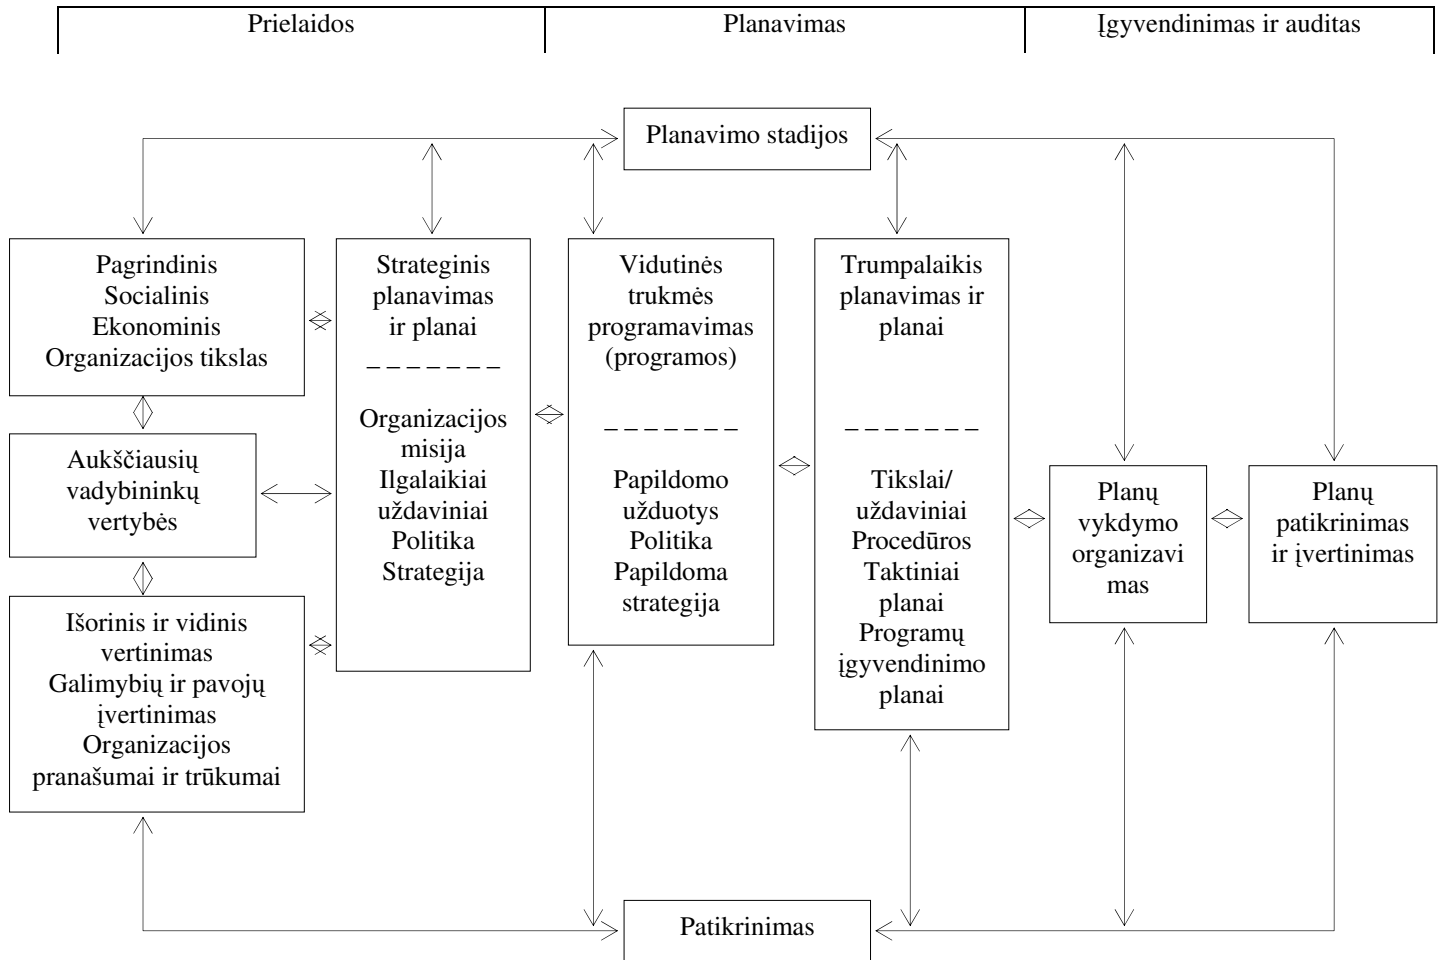 Prielaidos
Planavimas
Įgyvendinimas ir auditas
Planavimo stadijos
Pagrindinis
Socialinis
Ekonominis
Organizacijos tikslas
Aukščiausių
vadybininkų
vertybės
Išorinis ir vidinis
vertinimas
Galimybių ir pavojų
įvertinimas
Organizacijos
pranašumai ir trūkumai
Strateginis
planavimas
ir planai
_ _ _ _ _ _ _
Organizacijos
misija
Ilgalaikiai
uždaviniai
Politika
Strategija
Vidutinės
trukmės
programavimas
(programos)
_ _ _ _ _ _ _
Papildomo
užduotys
Politika
Papildoma
strategija
Trumpalaikis
planavimas ir
planai
_ _ _ _ _ _ _
Tikslai/
uždaviniai
Procedūros
Taktiniai
planai
Programų
įgyvendinimo
planai
Planų
vykdymo
organizavi
mas
Planų
patikrinimas
ir įvertinimas
Patikrinimas